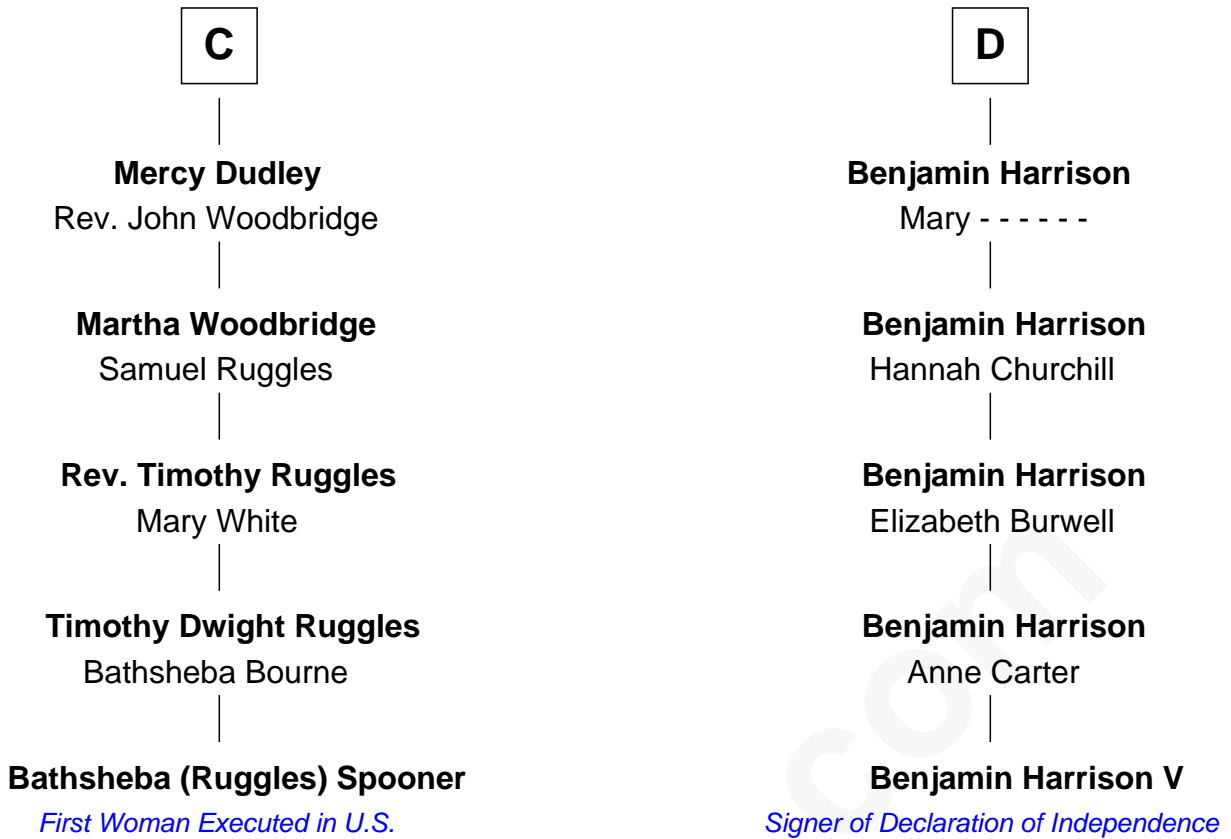 C
Mercy Dudley
Rev. John Woodbridge
Martha Woodbridge
Samuel Ruggles
Rev. Timothy Ruggles
Mary White
Timothy Dwight Ruggles
Bathsheba Bourne
Bathsheba (Ruggles) Spooner
First Woman Executed in U.S.
D
Benjamin Harrison
Mary - - - - - -
Benjamin Harrison
Hannah Churchill
Benjamin Harrison
Elizabeth Burwell
Benjamin Harrison
Anne Carter
Benjamin Harrison V
Signer of Declaration of Independence
com